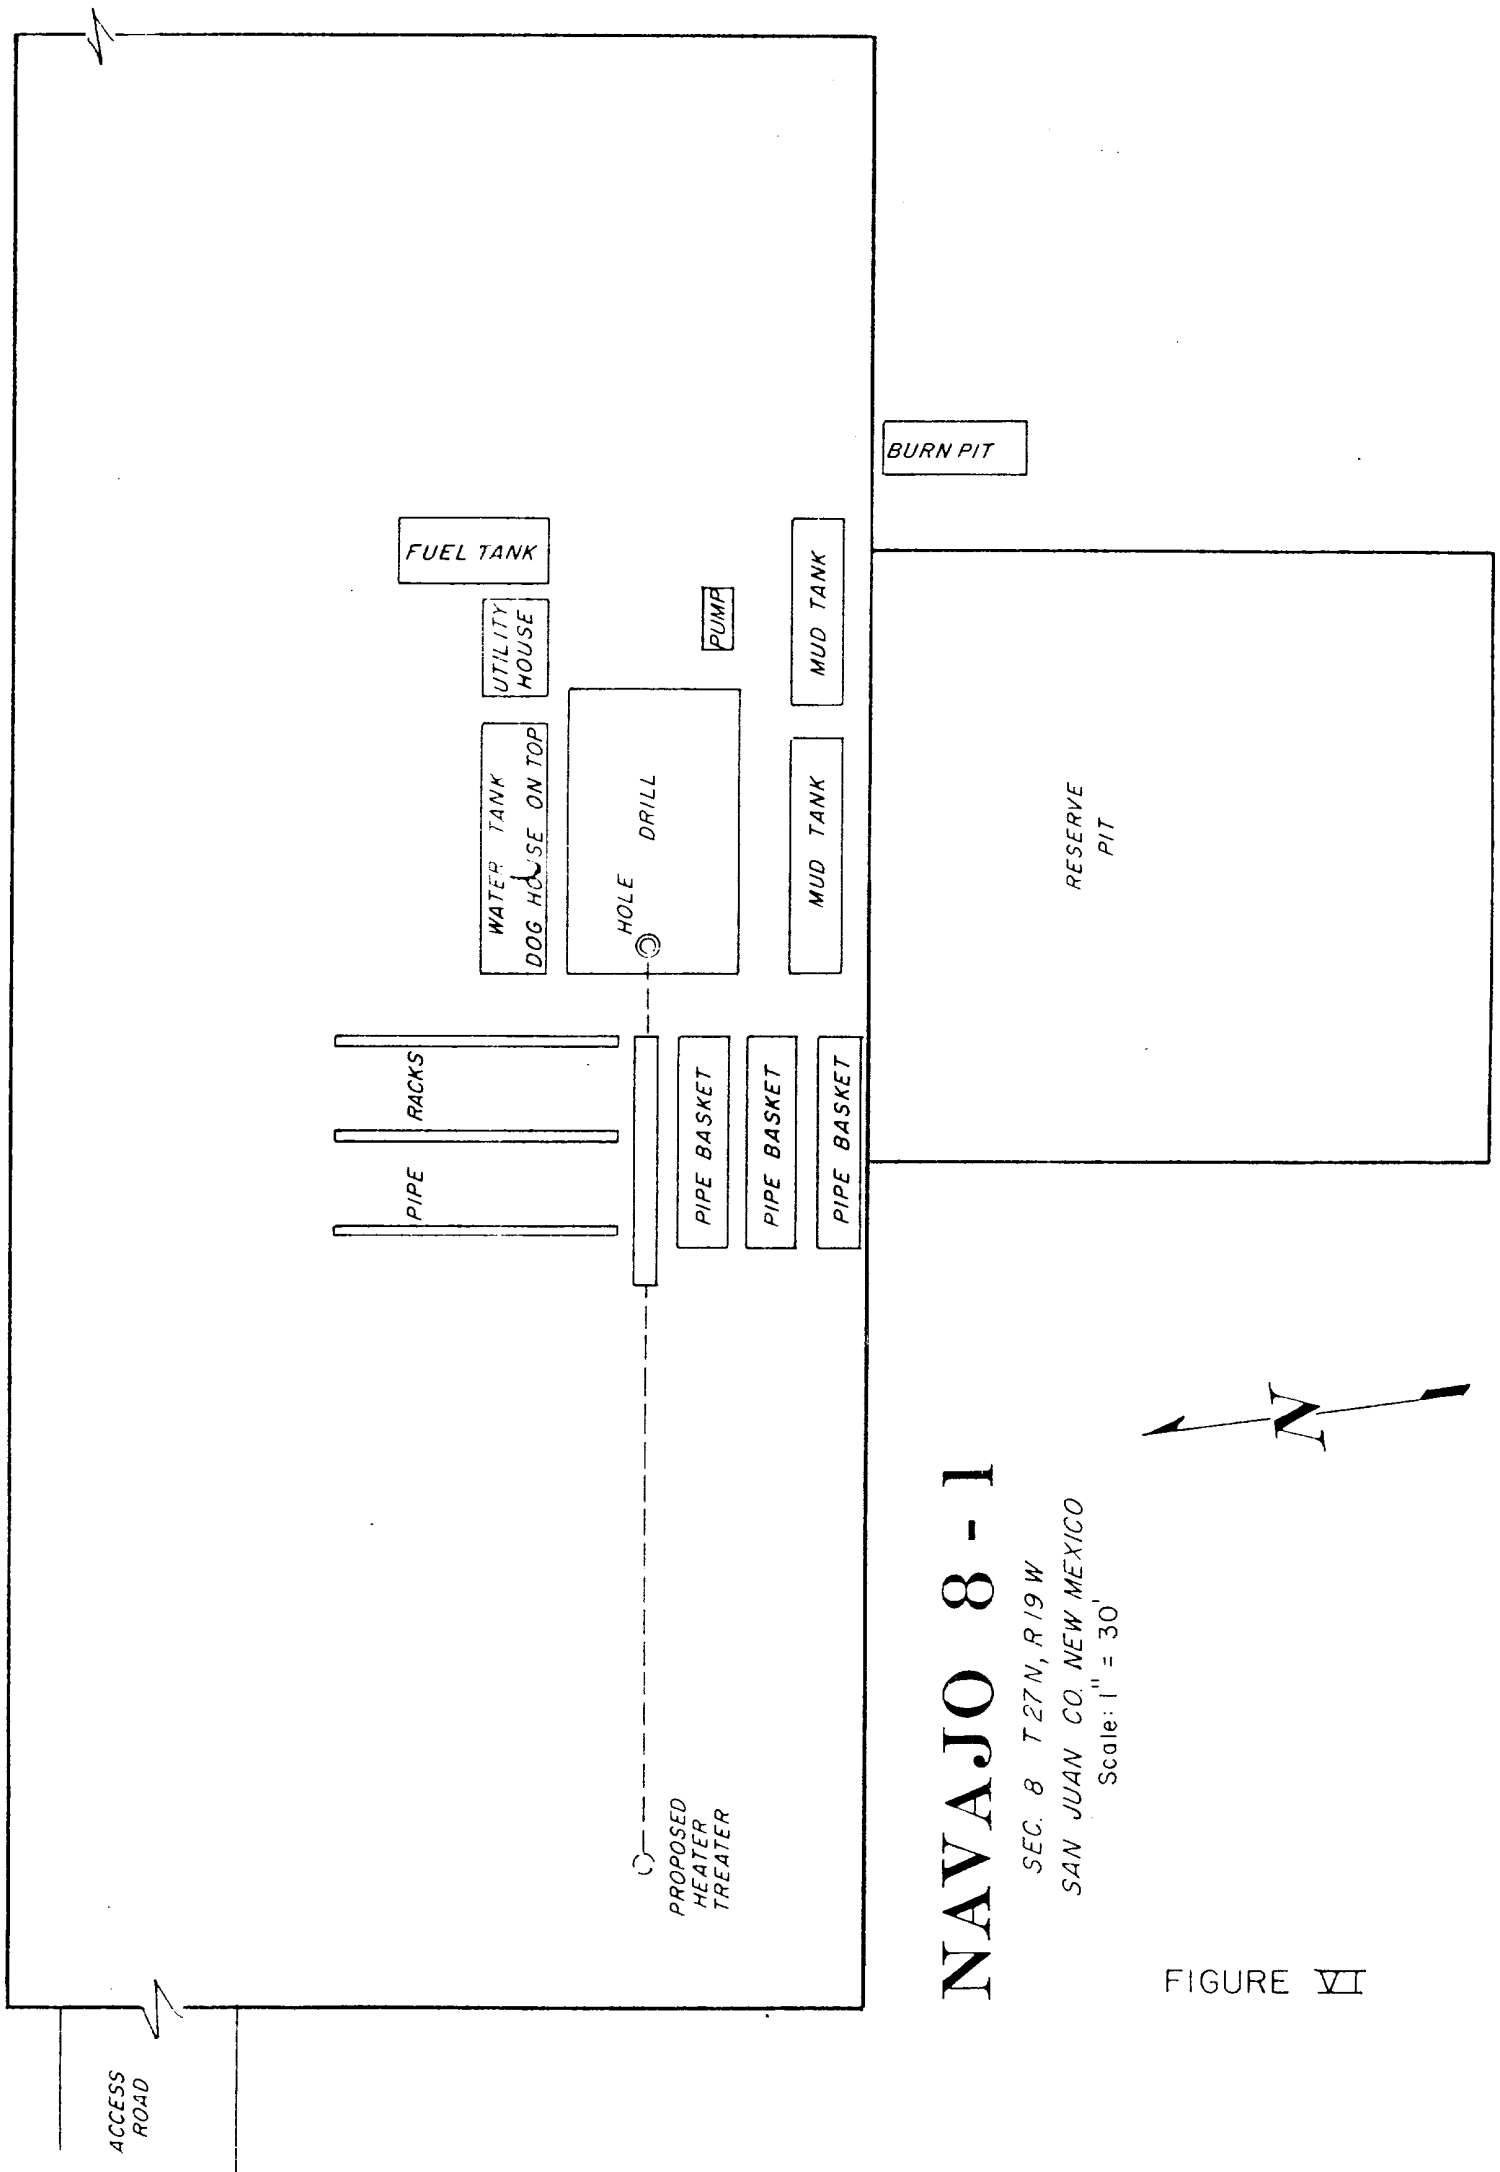 ACCESS
ROAD
PROPOSED
HEATER
TREATER
PIPE RACKS
PIPE BASKET
PIPE BASKET
PIPE BASKET
WATER TANK
DOG HOUSE ON TOP
UTILITY
HOUSE
FUEL TANK
HOLE
DRILL
PUMP
MUD TANK
MUD TANK
BURN PIT
RESERVE
PIT
N
NAVAJO 8-1
SEC. 8 T27N, R19W
SAN JUAN CO. NEW MEXICO
Scale: 1" = 30'
FIGURE VI